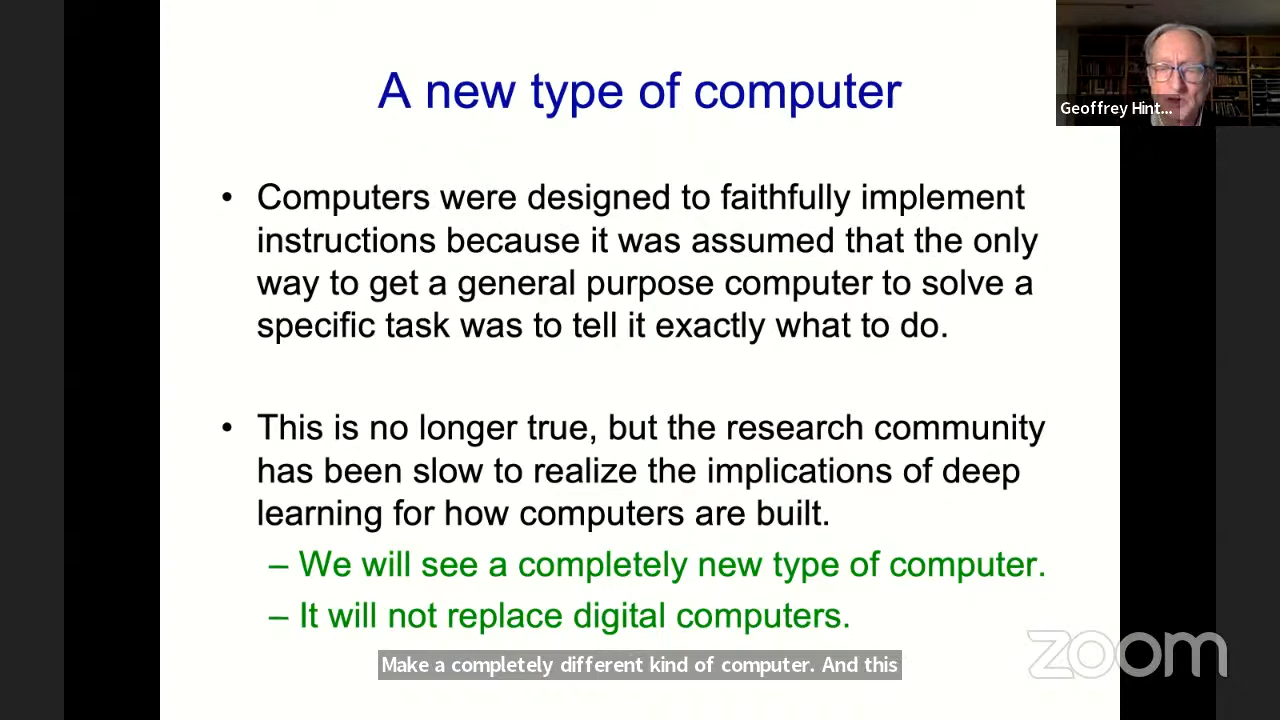 A new type of computer
Geoffrey Hint...
• Computers were designed to faithfully implement
instructions because it was assumed that the only
way to get a general purpose computer to solve a
specific task was to tell it exactly what to do.
• This is no longer true, but the research community
has been slow to realize the implications of deep
learning for how computers are built.
– We will see a completely new type of computer.
– It will not replace digital computers.
Make a completely different kind of computer. And this
zoom